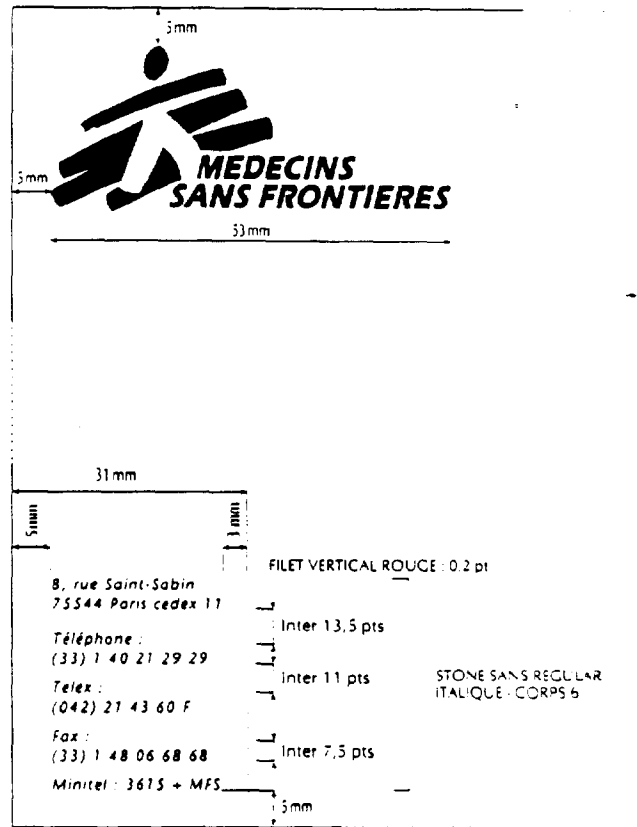 5mm
MEDECINS
SANS FRONTIERES
5mm
53mm
31mm
5mm
3mm
FILET VERTICAL ROUGE : 0.2 pt
8, rue Saint-Sabin
75544 Paris cedex 11
Inter 13,5 pts
Téléphone :
(33) 1 40 21 29 29
Inter 11 pts
STONE SANS REGULAR
ITALIQUE - CORPS 6
Telex :
(042) 21 43 60 F
Fax :
(33) 1 48 06 68 68
Inter 7,5 pts
Minitel : 3615 + MFS
5mm